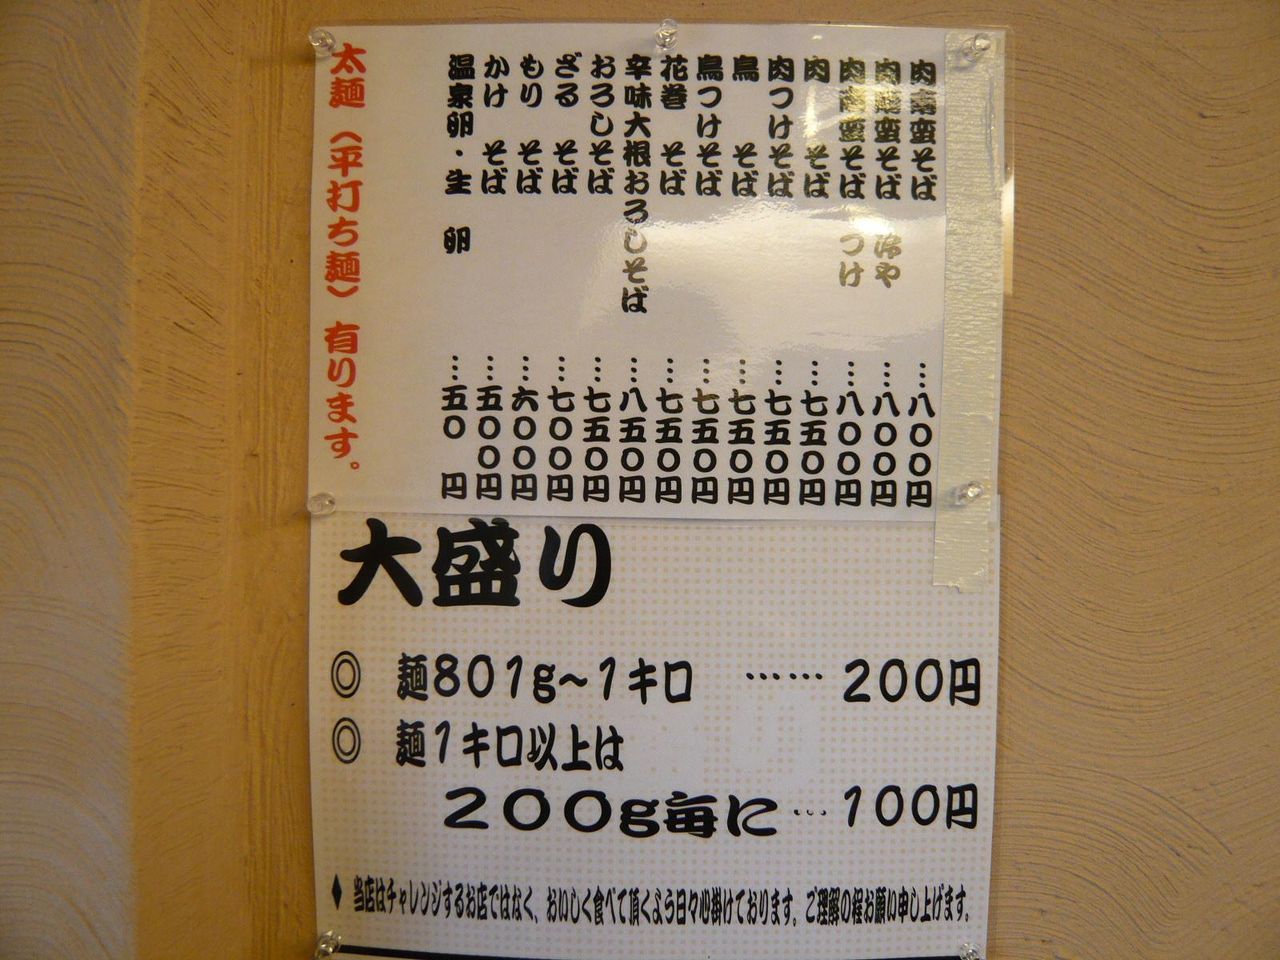 肉南蛮そば …八〇〇円
肉南蛮そば 冷や …八〇〇円
肉南蛮そば つけ …八〇〇円
肉 そば …七五〇円
肉つけそば …七五〇円
鳥 そば …七五〇円
鳥つけそば …七五〇円
花巻 そば …七五〇円
辛味大根おろしそば …八五〇円
おろしそば …七五〇円
ざる そば …七〇〇円
もり そば …六〇〇円
かけ そば …五〇〇円
温泉卵・生 卵 …五〇 円
太麺(平打ち麺) 有ります。
大盛り
◎ 麺801g~1キロ ……200円
◎ 麺1キロ以上は
200g毎に…100円
♦ 当店はチャレンジするお店ではなく、おいしく食べて頂くよう日々心掛けております。ご理解の程お願い申し上げます。